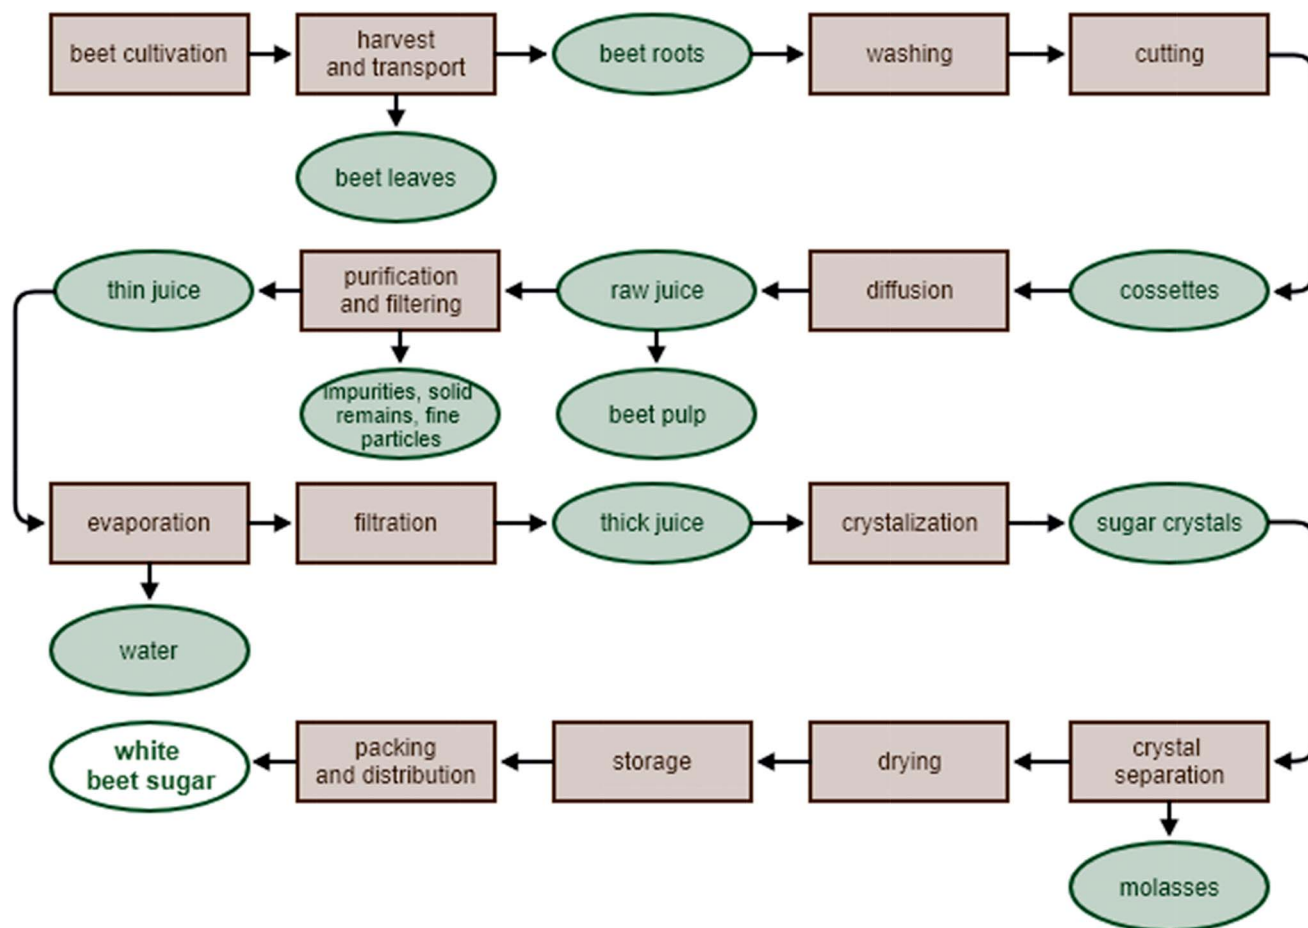 beet cultivation
harvest
and transport
beet roots
washing
cutting
beet leaves
thin juice
purification
and filtering
raw juice
diffusion
cossettes
impurities, solid
remains, fine
particles
beet pulp
evaporation
filtration
thick juice
crystalization
sugar crystals
water
white
beet sugar
packing
and distribution
storage
drying
crystal
separation
molasses